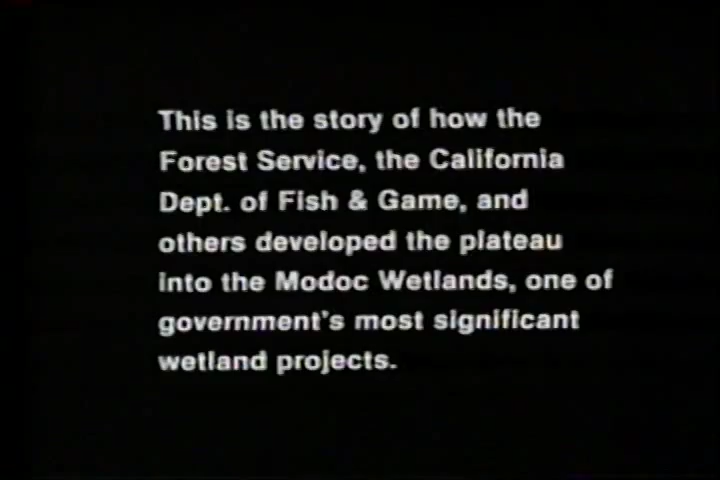 This is the story of how the
Forest Service, the California
Dept. of Fish & Game, and
others developed the plateau
into the Modoc Wetlands, one of
government's most significant
wetland projects.